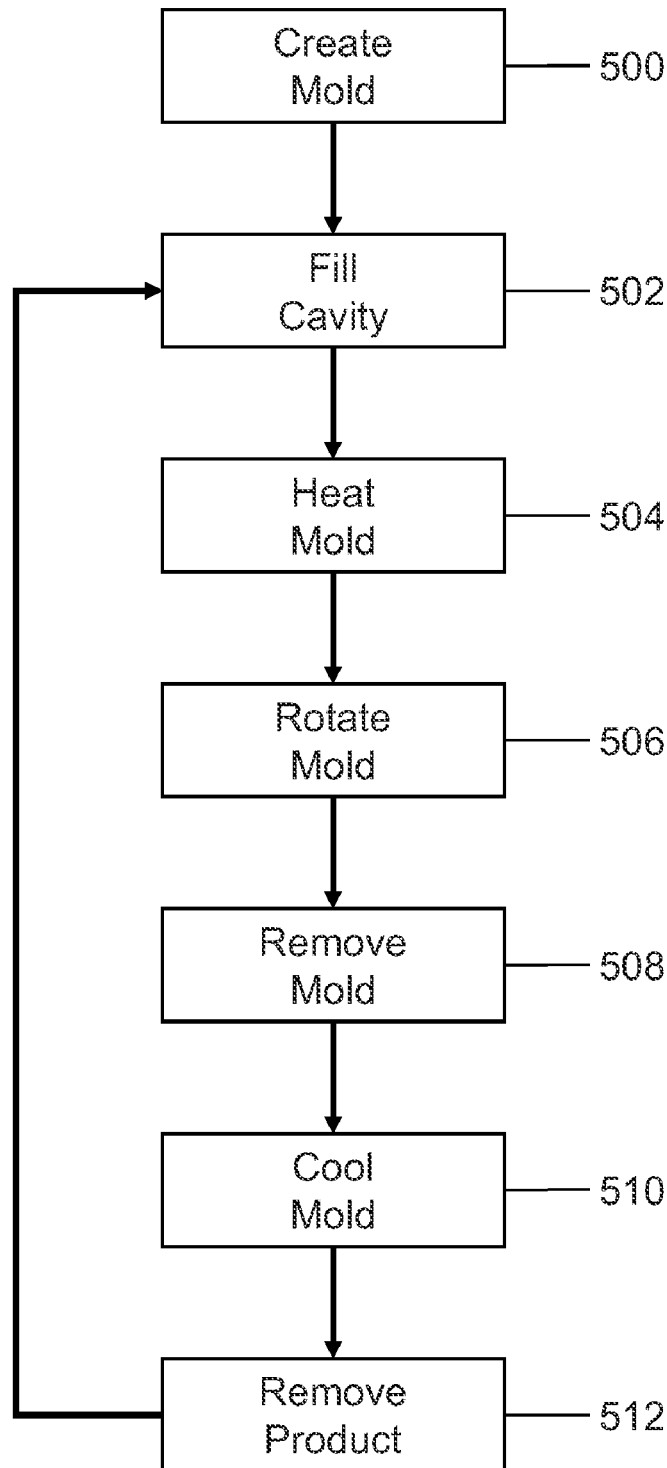 Create
Mold
500
Fill
Cavity
502
Heat
Mold
504
Rotate
Mold
506
Remove
Mold
508
Cool
Mold
510
Remove
Product
512